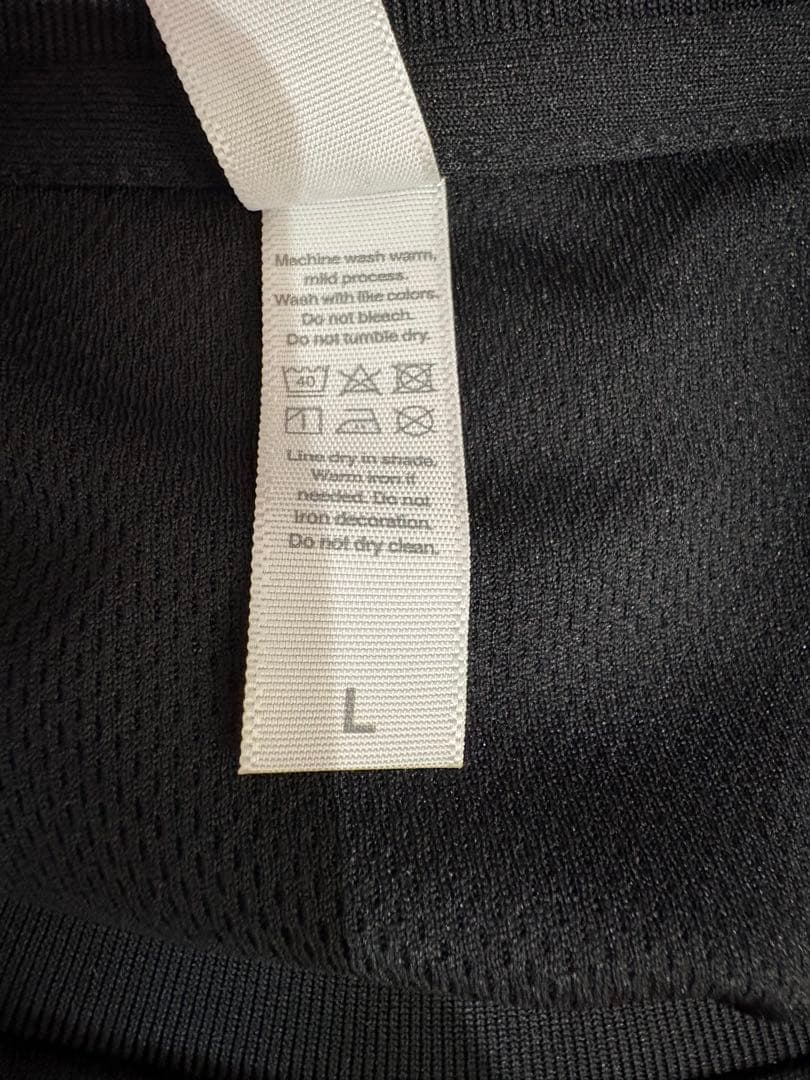 Machine wash warm,
mild process.
Wash with like colors.
Do not bleach.
Do not tumble dry.
40
Line dry in shade.
Warm iron if
needed. Do not
iron decoration.
Do not dry clean.
L